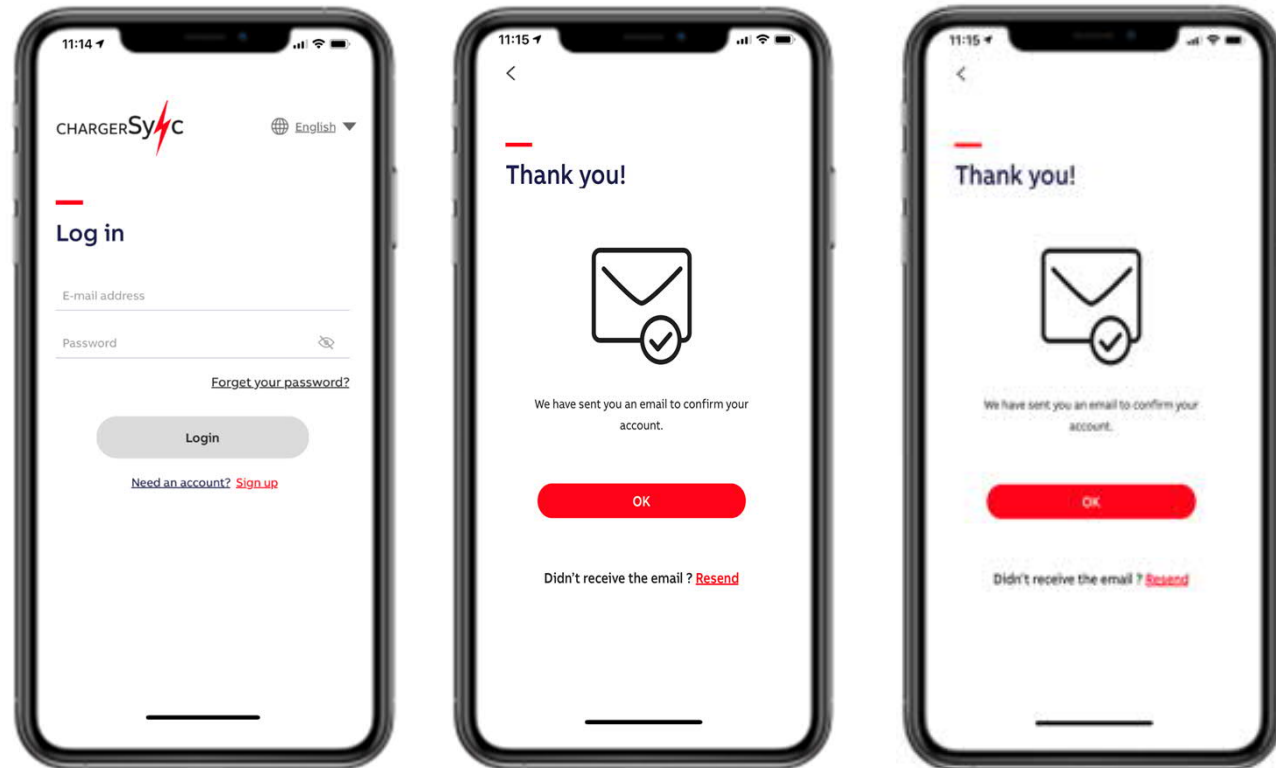 11:14
CHARGERSync
English
Log in
E-mail address
Password
Forget your password?
Login
Need an account? Sign up
11:15
Thank you!
We have sent you an email to confirm your
account.
OK
Didn't receive the email ? Resend
11:15
Thank you!
We have sent you an email to confirm your
account.
OK
Didn't receive the email ? Resend